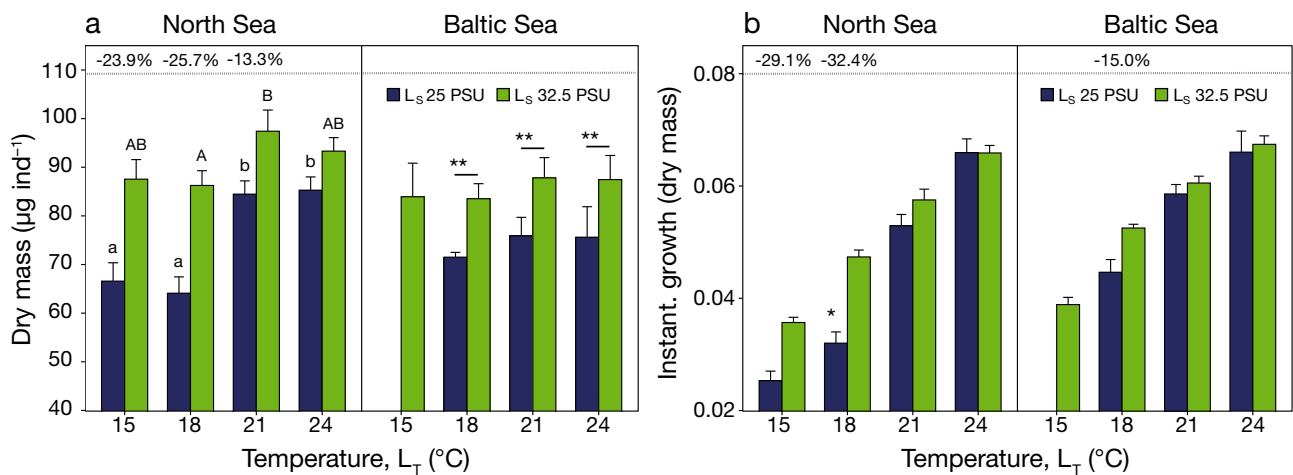 a North Sea Baltic Sea
-23.9% -25.7% -13.3%
110
100
90
80
70
60
50
40
Dry mass (µg ind⁻¹)
L_S 25 PSU L_S 32.5 PSU
a AB a A b B b AB
** ** **
15 18 21 24 15 18 21 24
Temperature, L_T (°C)
b North Sea Baltic Sea
-29.1% -32.4% -15.0%
0.08
0.06
0.04
0.02
Instant. growth (dry mass)
L_S 25 PSU L_S 32.5 PSU
*
15 18 21 24 15 18 21 24
Temperature, L_T (°C)